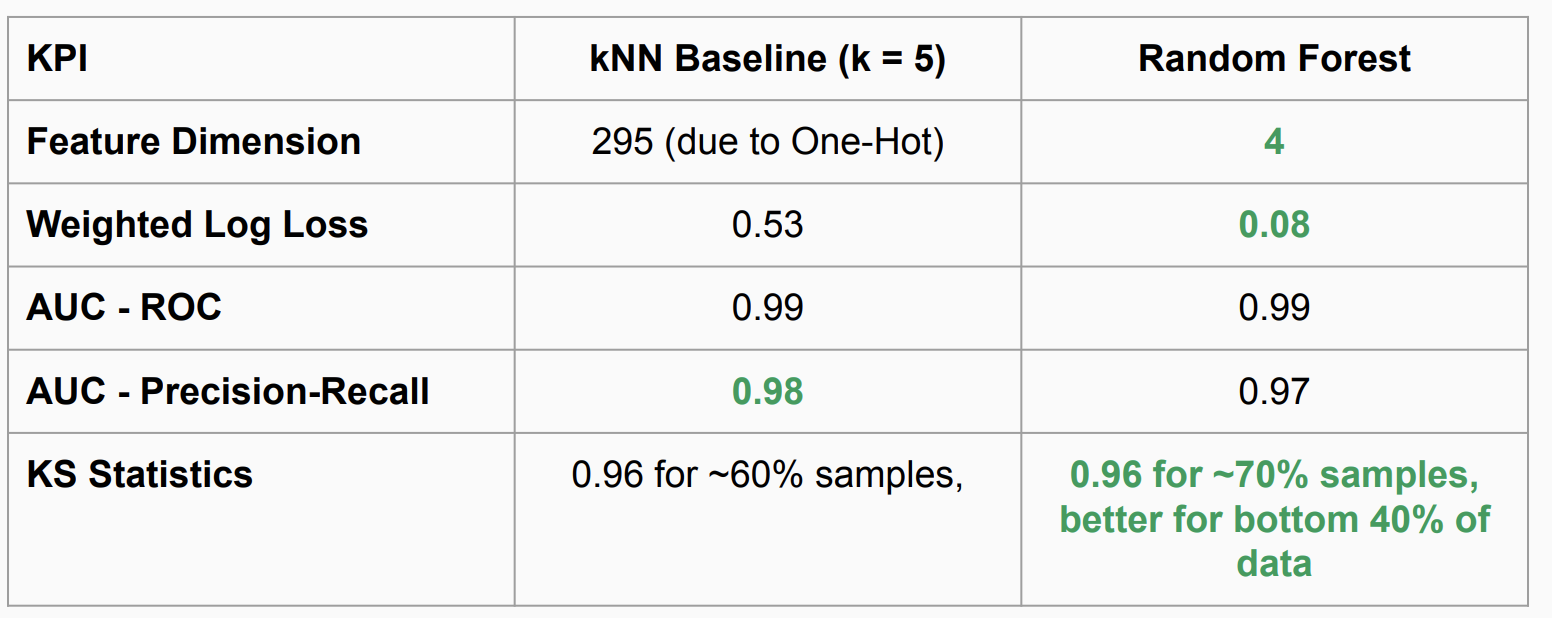 KPI
kNN Baseline (k = 5)
Random Forest
Feature Dimension
295 (due to One-Hot)
4
Weighted Log Loss
0.53
0.08
AUC - ROC
0.99
0.99
AUC - Precision-Recall
0.98
0.97
KS Statistics
0.96 for ~60% samples,
0.96 for ~70% samples,
better for bottom 40% of
data